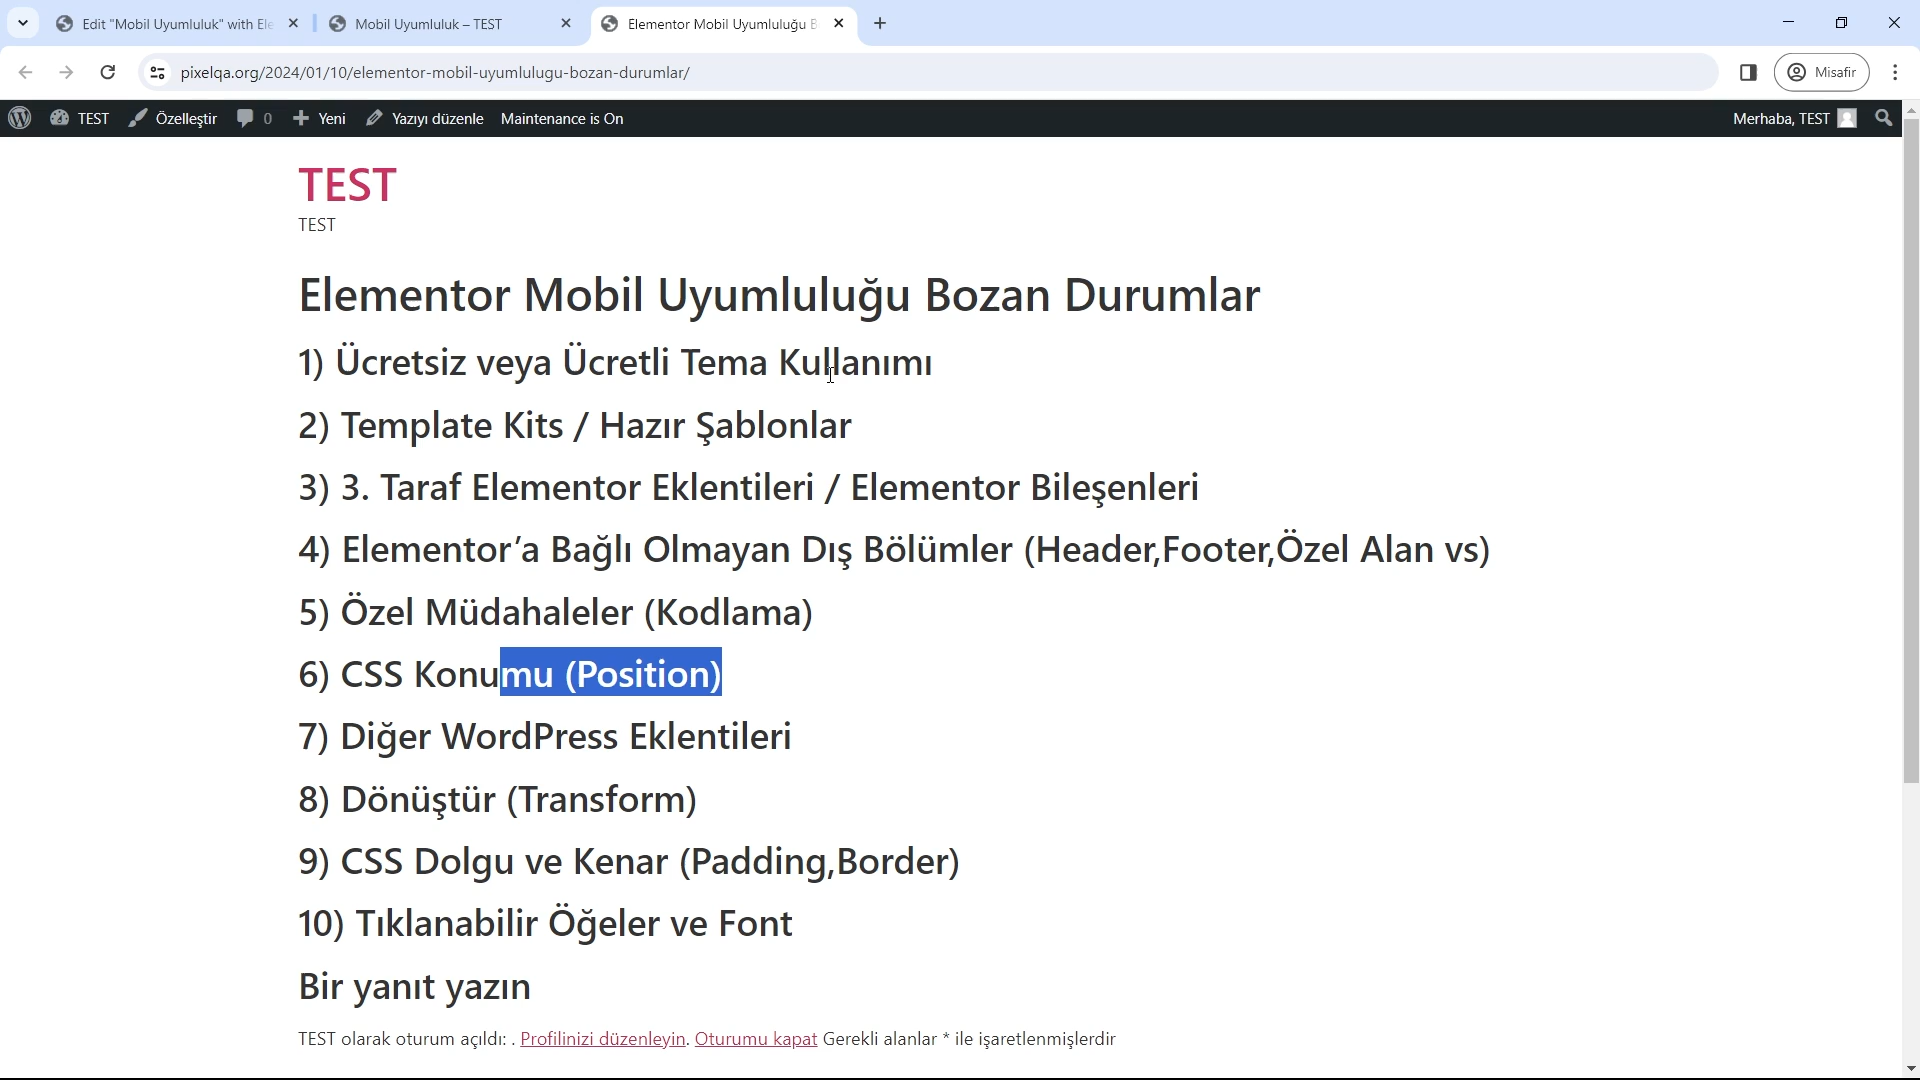 Edit "Mobil Uyumluluk" with Ele
Mobil Uyumluluk – TEST
Elementor Mobil Uyumluluğu B
pixelqa.org/2024/01/10/elementor-mobil-uyumlulugu-bozan-durumlar/
Misafir
TEST
Özelleştir
0
Yeni
Yazıyı düzenle
Maintenance is On
Merhaba, TEST
TEST
TEST
Elementor Mobil Uyumluluğu Bozan Durumlar
1) Ücretsiz veya Ücretli Tema Kullanımı
2) Template Kits / Hazır Şablonlar
3) 3. Taraf Elementor Eklentileri / Elementor Bileşenleri
4) Elementor’a Bağlı Olmayan Dış Bölümler (Header,Footer,Özel Alan vs)
5) Özel Müdahaleler (Kodlama)
6) CSS Konumu (Position)
7) Diğer WordPress Eklentileri
8) Dönüştür (Transform)
9) CSS Dolgu ve Kenar (Padding,Border)
10) Tıklanabilir Öğeler ve Font
Bir yanıt yazın
TEST olarak oturum açıldı: . Profilinizi düzenleyin. Oturumu kapat Gerekli alanlar * ile işaretlenmişlerdir